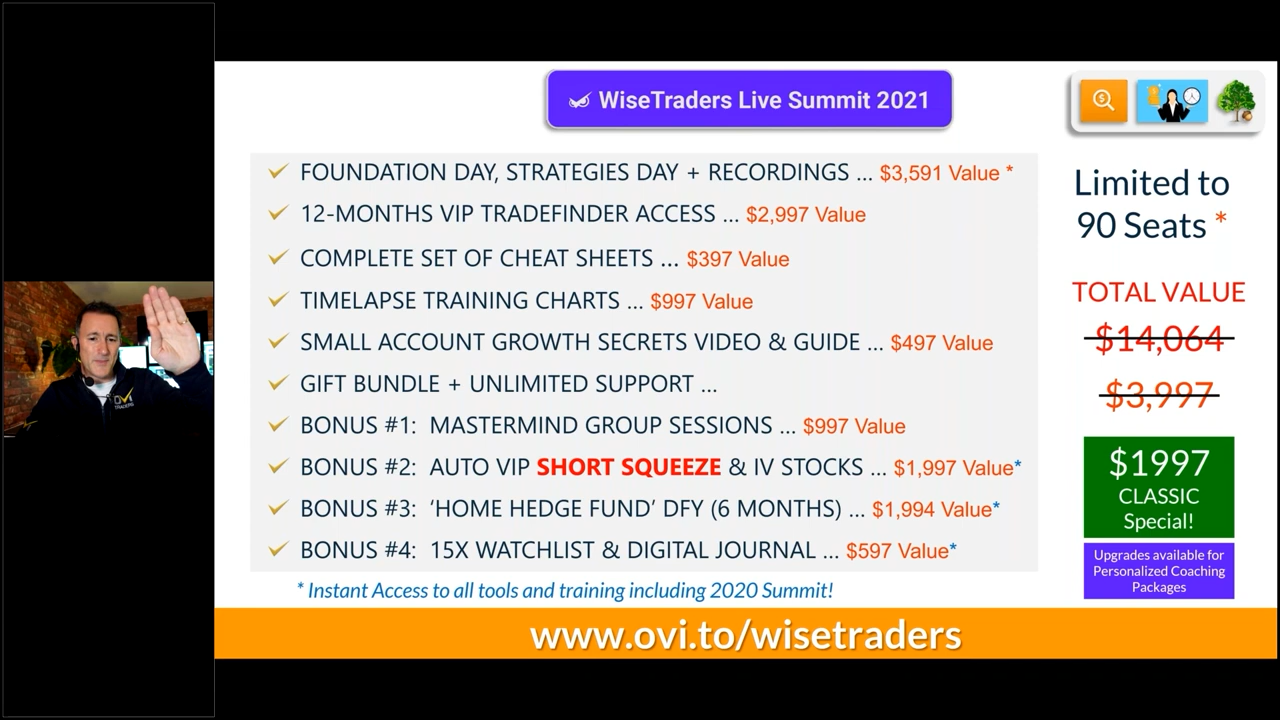 WiseTraders Live Summit 2021
FOUNDATION DAY, STRATEGIES DAY + RECORDINGS ... $3,591 Value *
12-MONTHS VIP TRADEFINDER ACCESS ... $2,997 Value
COMPLETE SET OF CHEAT SHEETS ... $397 Value
TIMELAPSE TRAINING CHARTS ... $997 Value
SMALL ACCOUNT GROWTH SECRETS VIDEO & GUIDE ... $497 Value
GIFT BUNDLE + UNLIMITED SUPPORT ...
BONUS #1: MASTERMIND GROUP SESSIONS ... $997 Value
BONUS #2: AUTO VIP SHORT SQUEEZE & IV STOCKS ... $1,997 Value*
BONUS #3: ‘HOME HEDGE FUND’ DFY (6 MONTHS) ... $1,994 Value*
BONUS #4: 15X WATCHLIST & DIGITAL JOURNAL ... $597 Value*
* Instant Access to all tools and training including 2020 Summit!
Limited to
90 Seats *
TOTAL VALUE
$14,064
$3,997
$1997
CLASSIC
Special!
Upgrades available for
Personalized Coaching
Packages
www.ovi.to/wisetraders
OVI
TRADERS